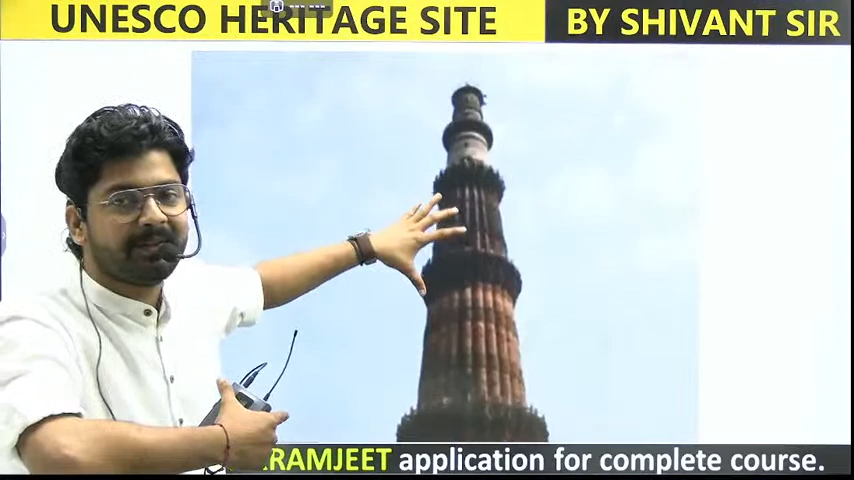 UNESCO HERITAGE SITE
BY SHIVANT SIR
RAMJEET application for complete course.